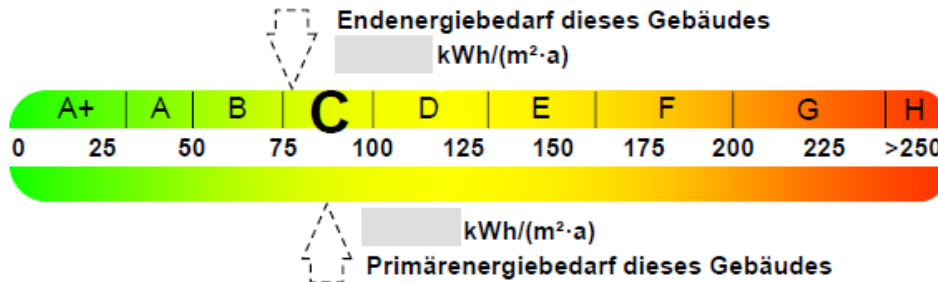 Endenergiebedarf dieses Gebäudes
kWh/(m²·a)
A+ A B C D E F G H
0 25 50 75 100 125 150 175 200 225 >250
kWh/(m²·a)
Primärenergiebedarf dieses Gebäudes